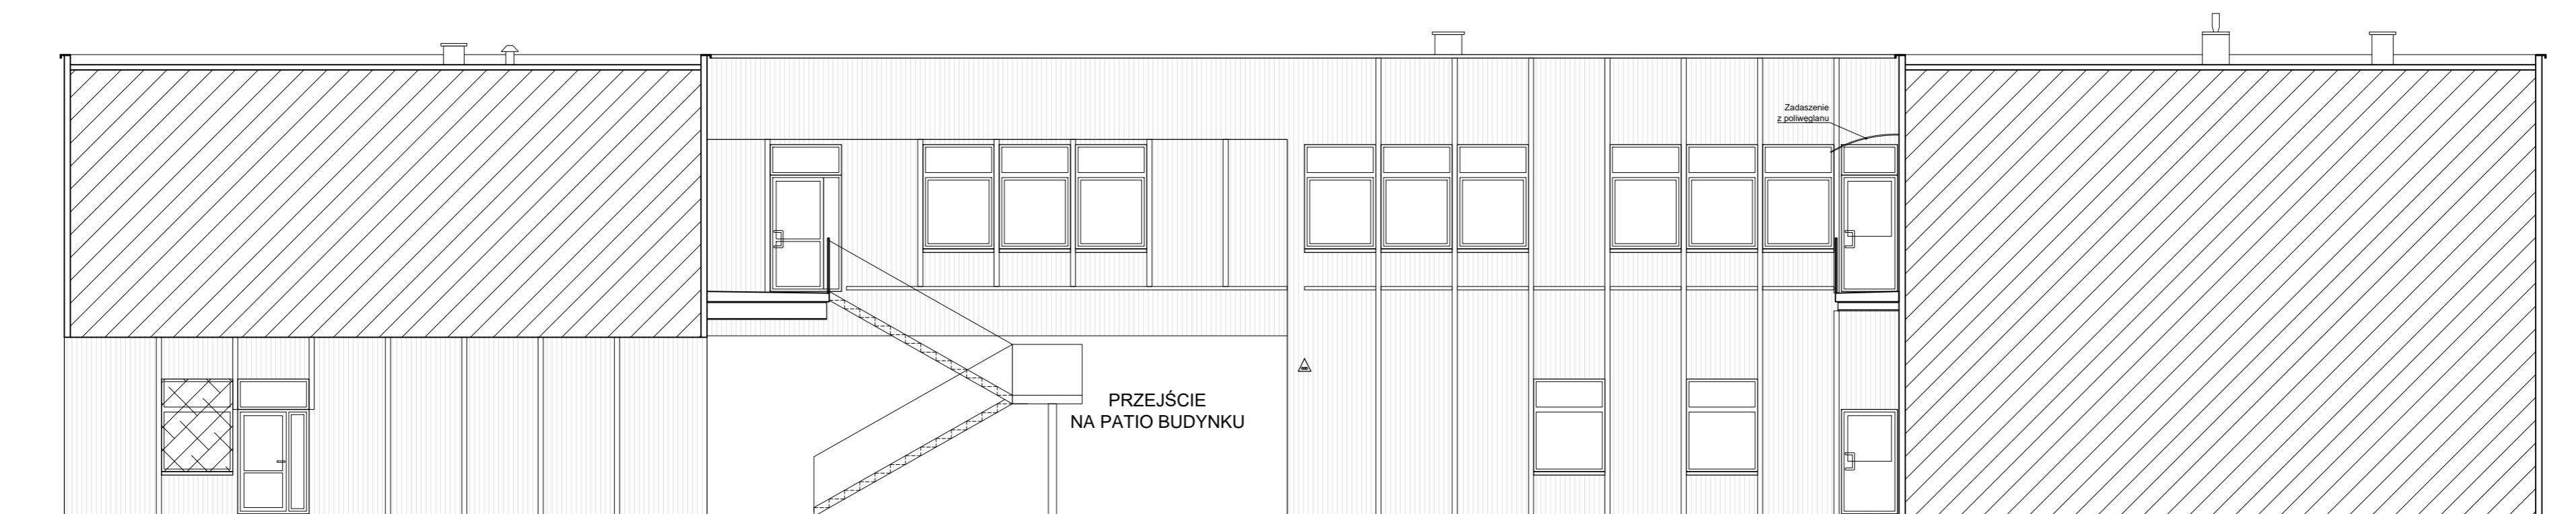 Zadaszenie
z poliwęglanu
PRZEJŚCIE
NA PATIO BUDYNKU